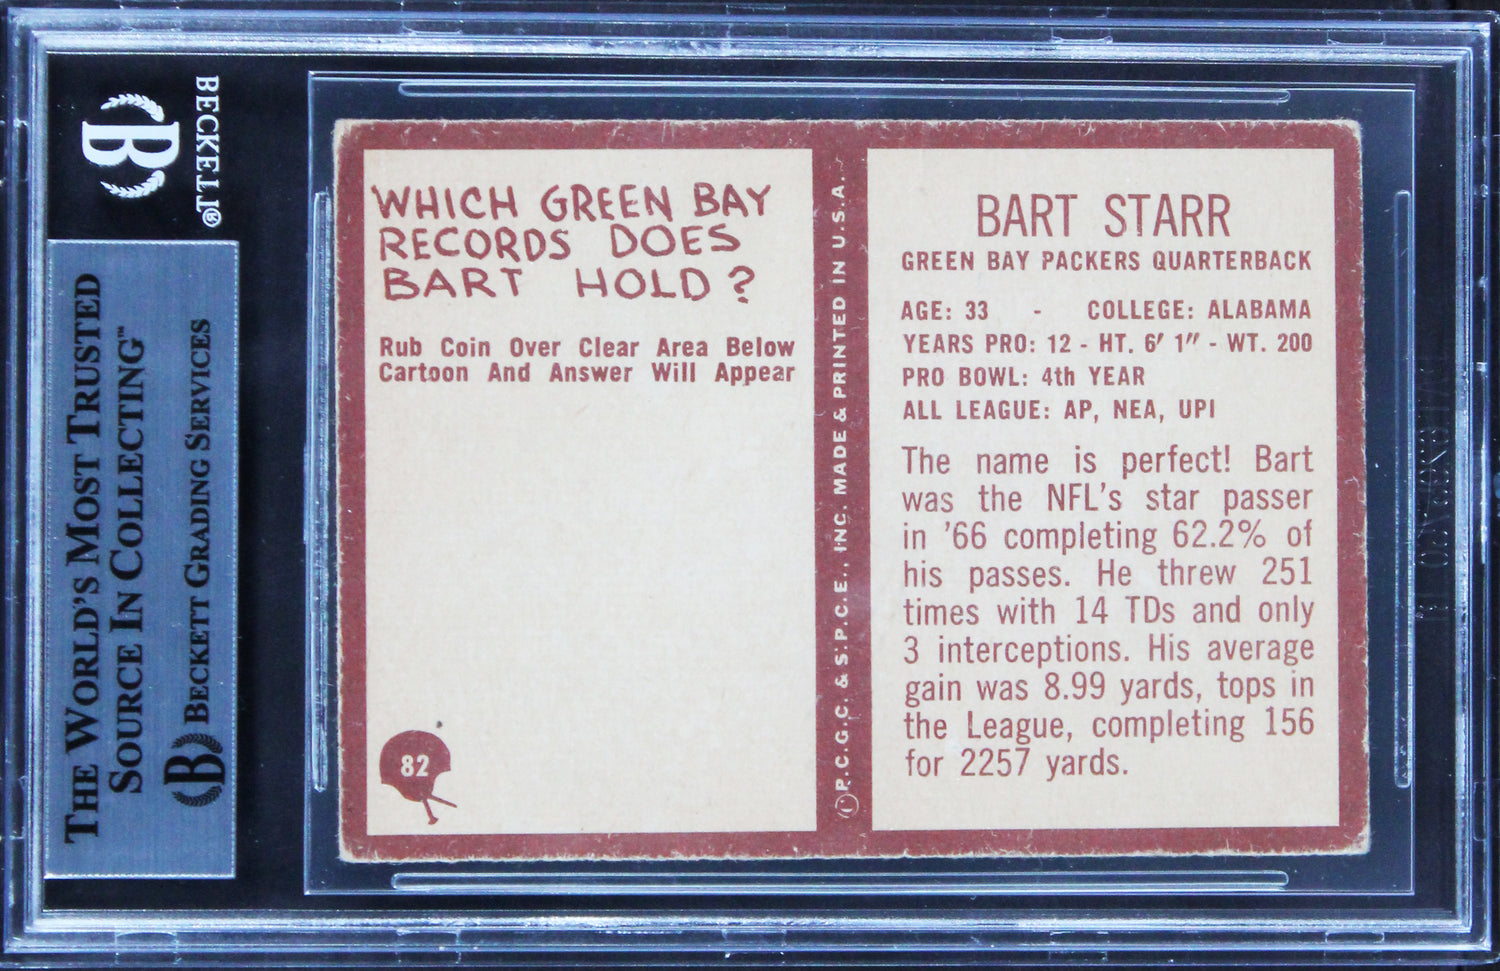 BECKETT®
B
THE WORLD'S MOST TRUSTED
SOURCE IN COLLECTING™
B BECKETT GRADING SERVICES
WHICH GREEN BAY
RECORDS DOES
BART HOLD?
Rub Coin Over Clear Area Below
Cartoon And Answer Will Appear
82
©P.C.G.C. & S.P.C.E., INC. MADE & PRINTED IN U.S.A.
BART STARR
GREEN BAY PACKERS QUARTERBACK
AGE: 33 - COLLEGE: ALABAMA
YEARS PRO: 12 - HT. 6' 1" - WT. 200
PRO BOWL: 4th YEAR
ALL LEAGUE: AP, NEA, UPI
The name is perfect! Bart
was the NFL's star passer
in '66 completing 62.2% of
his passes. He threw 251
times with 14 TDs and only
3 interceptions. His average
gain was 8.99 yards, tops in
the League, completing 156
for 2257 yards.